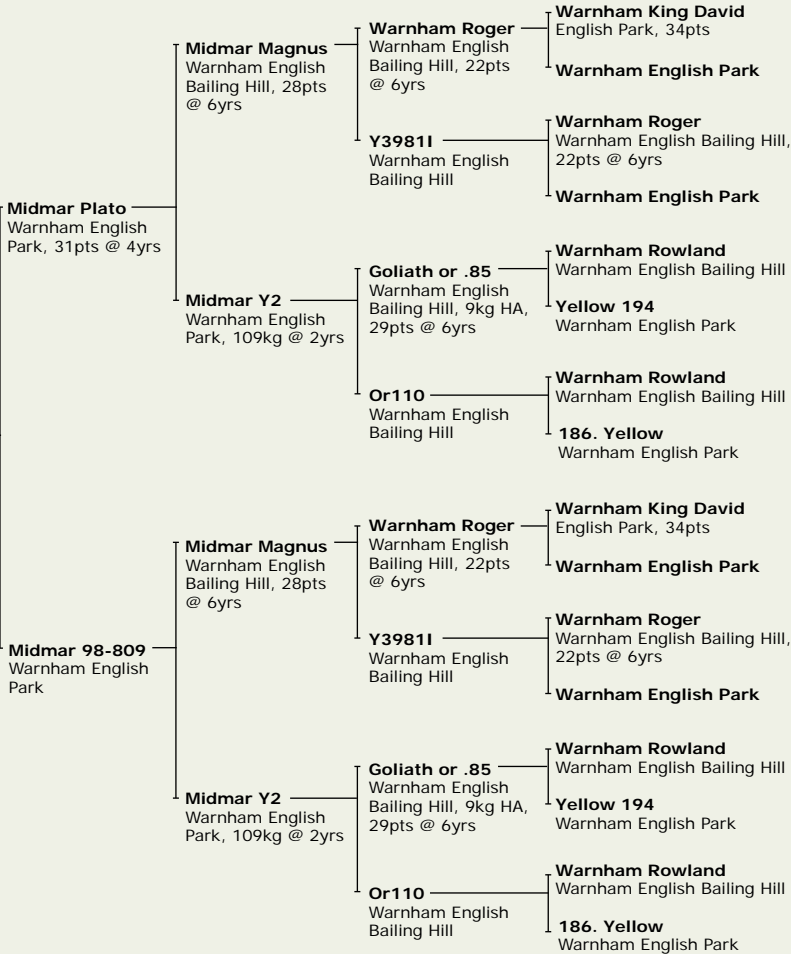 Midmar Plato
Warnham English
Park, 31pts @ 4yrs
Midmar Magnus
Warnham English
Bailing Hill, 28pts
@ 6yrs
Warnham Roger
Warnham English
Bailing Hill, 22pts
@ 6yrs
Warnham King David
English Park, 34pts
Warnham English Park
Y3981I
Warnham English
Bailing Hill
Warnham Roger
Warnham English Bailing Hill,
22pts @ 6yrs
Warnham English Park
Midmar Y2
Warnham English
Park, 109kg @ 2yrs
Goliath or .85
Warnham English
Bailing Hill, 9kg HA,
29pts @ 6yrs
Warnham Rowland
Warnham English Bailing Hill
Yellow 194
Warnham English Park
Or110
Warnham English
Bailing Hill
Warnham Rowland
Warnham English Bailing Hill
186. Yellow
Warnham English Park
Midmar 98-809
Warnham English
Park
Midmar Magnus
Warnham English
Bailing Hill, 28pts
@ 6yrs
Warnham Roger
Warnham English
Bailing Hill, 22pts
@ 6yrs
Warnham King David
English Park, 34pts
Warnham English Park
Y3981I
Warnham English
Bailing Hill
Warnham Roger
Warnham English Bailing Hill,
22pts @ 6yrs
Warnham English Park
Midmar Y2
Warnham English
Park, 109kg @ 2yrs
Goliath or .85
Warnham English
Bailing Hill, 9kg HA,
29pts @ 6yrs
Warnham Rowland
Warnham English Bailing Hill
Yellow 194
Warnham English Park
Or110
Warnham English
Bailing Hill
Warnham Rowland
Warnham English Bailing Hill
186. Yellow
Warnham English Park